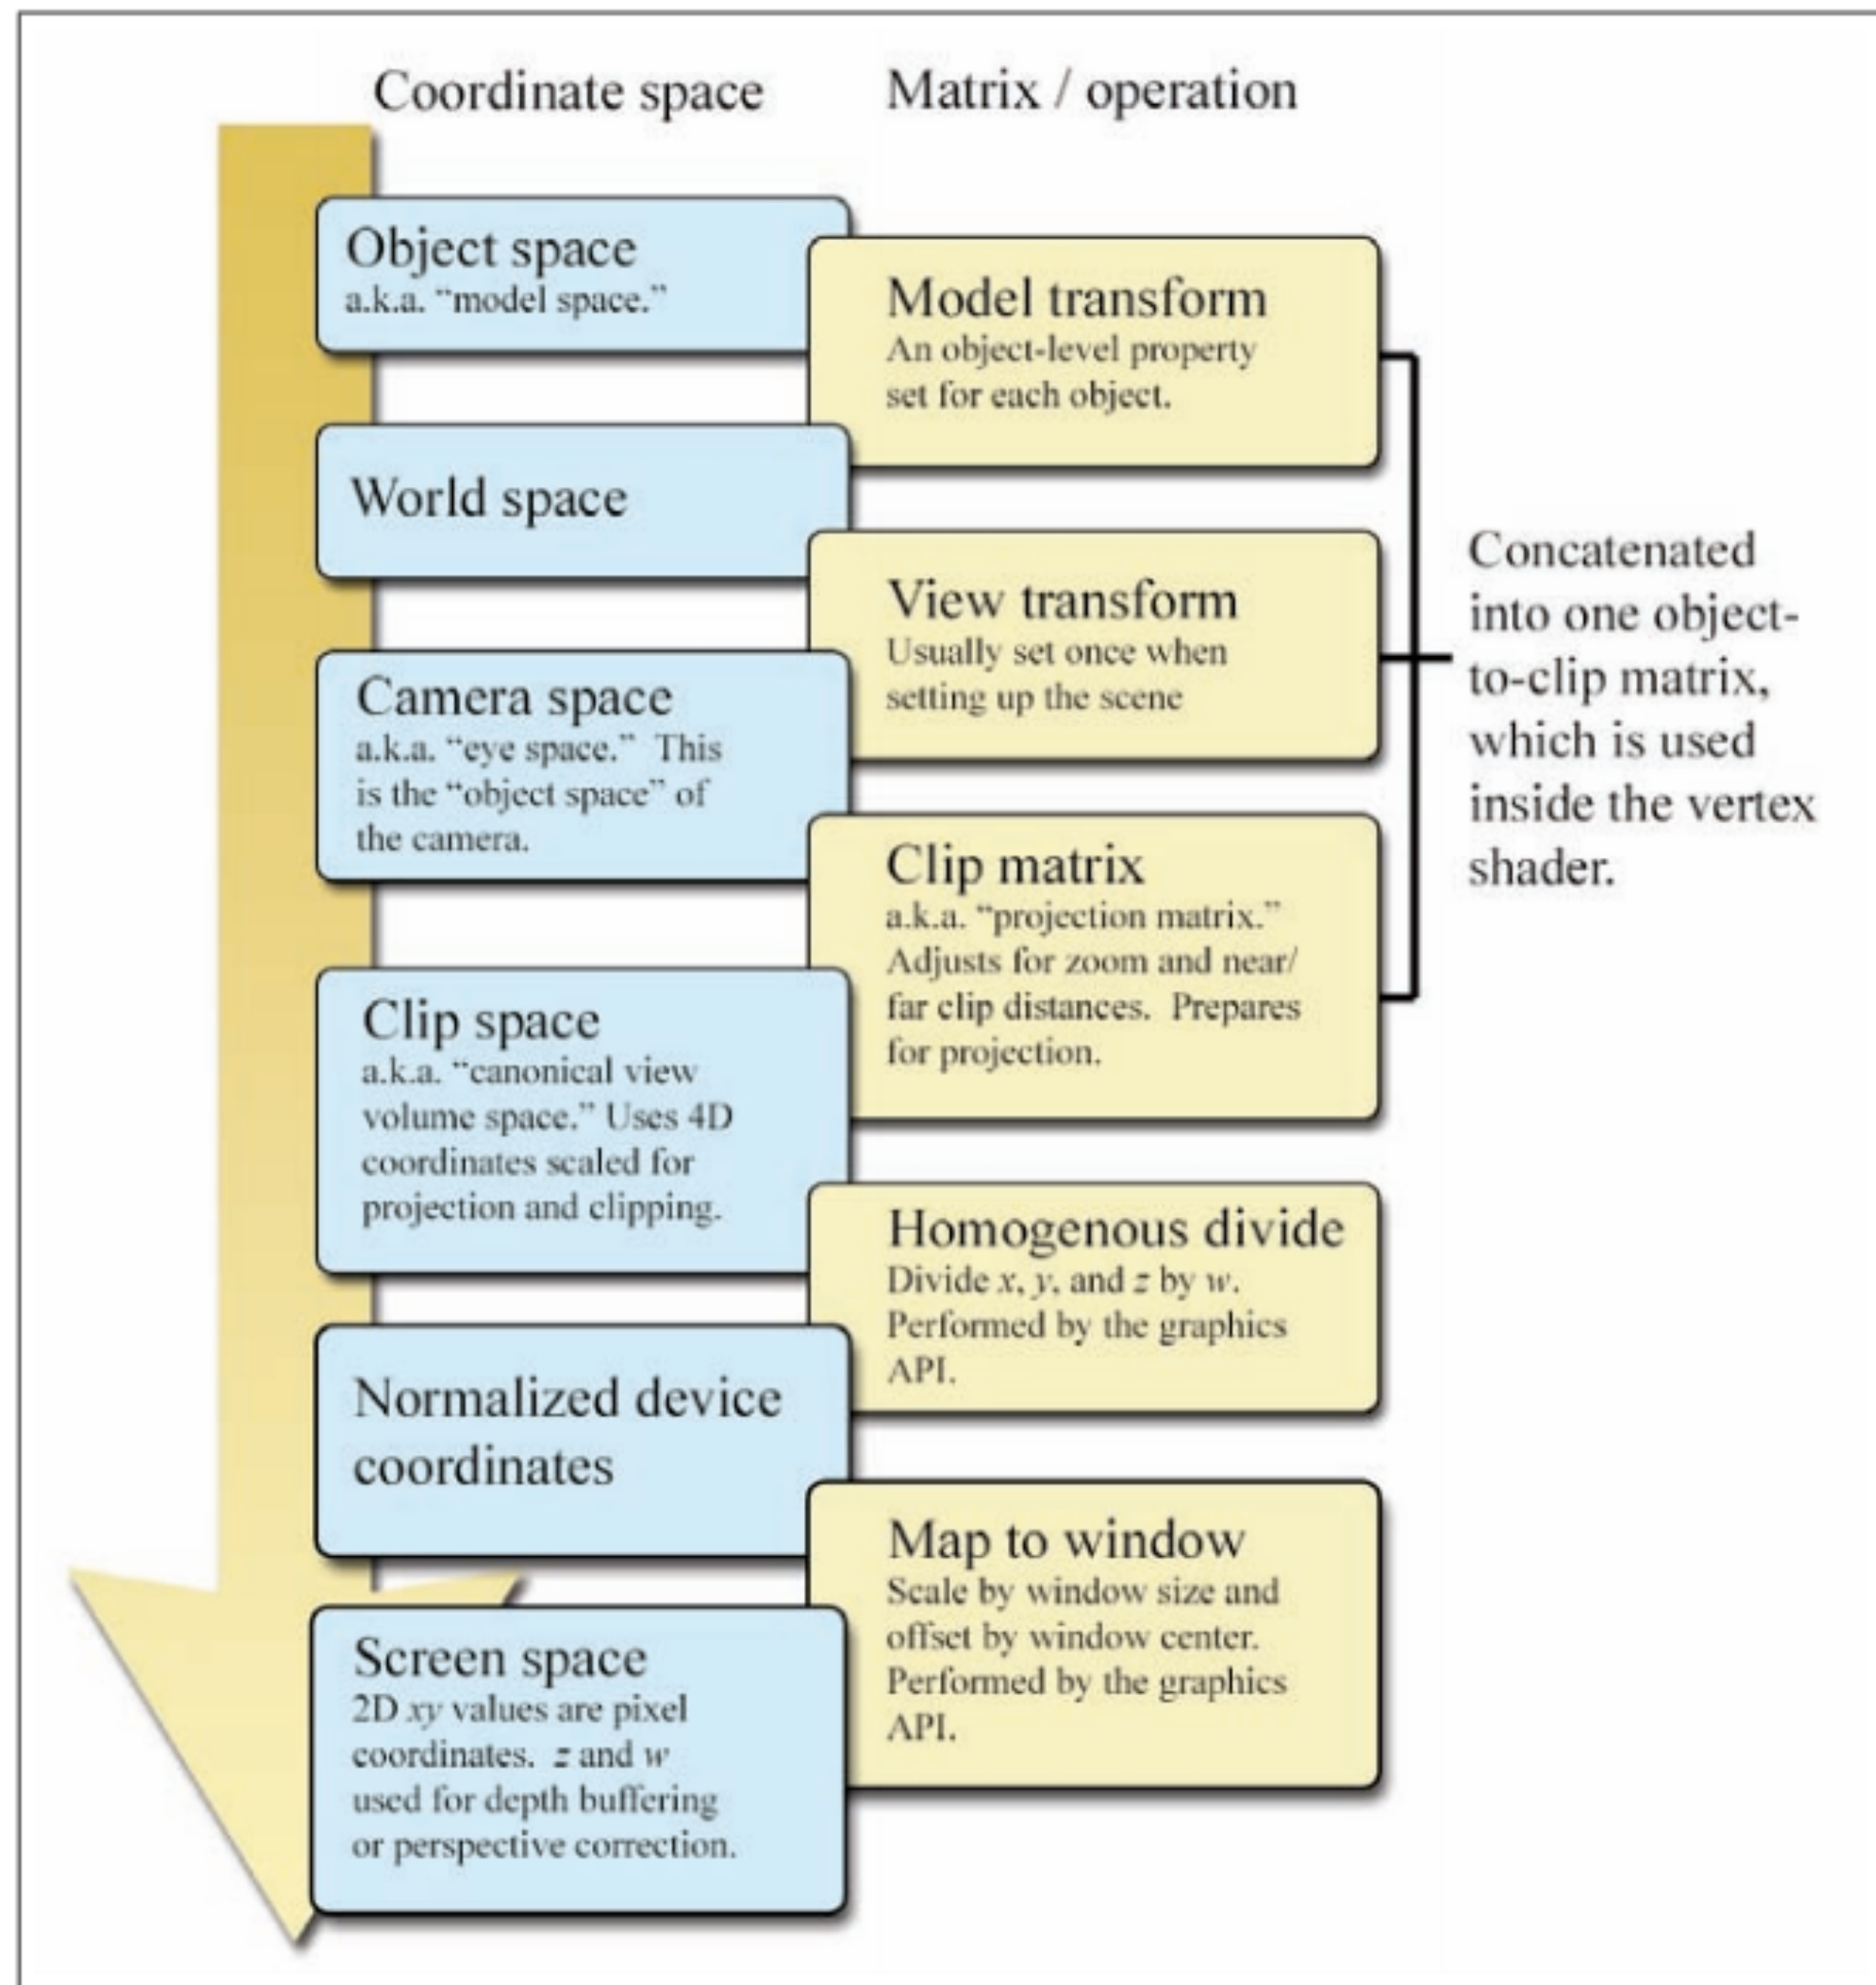 Coordinate space
Matrix / operation
Object space
a.k.a. “model space.”
Model transform
An object-level property
set for each object.
World space
View transform
Usually set once when
setting up the scene
Camera space
a.k.a. “eye space.” This
is the “object space” of
the camera.
Clip matrix
a.k.a. “projection matrix.”
Adjusts for zoom and near/
far clip distances. Prepares
for projection.
Concatenated
into one object-
to-clip matrix,
which is used
inside the vertex
shader.
Clip space
a.k.a. “canonical view
volume space.” Uses 4D
coordinates scaled for
projection and clipping.
Homogenous divide
Divide x, y, and z by w.
Performed by the graphics
API.
Normalized device
coordinates
Map to window
Scale by window size and
offset by window center.
Performed by the graphics
API.
Screen space
2D xy values are pixel
coordinates. z and w
used for depth buffering
or perspective correction.